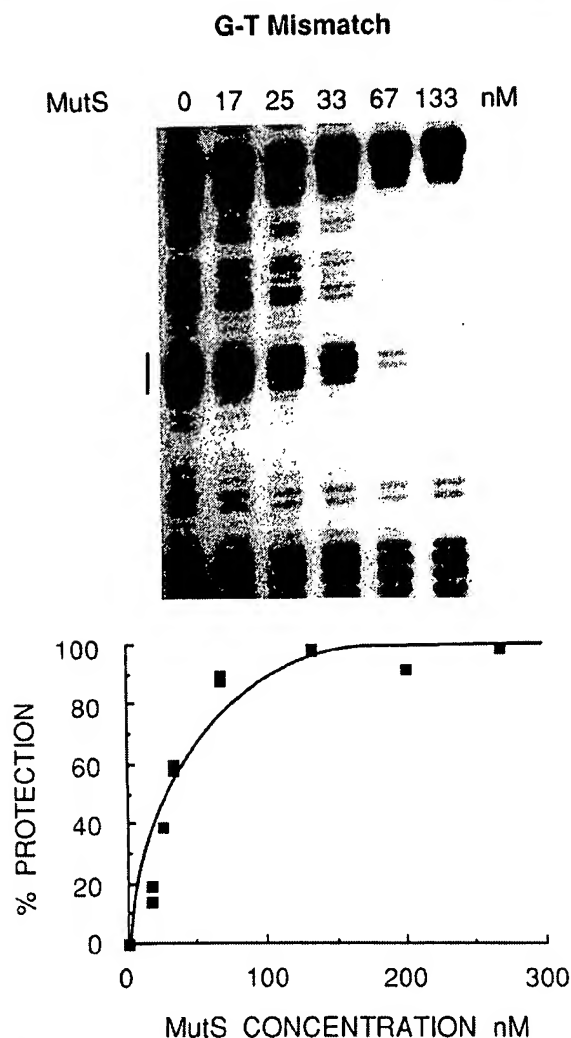 G-T Mismatch
MutS 0 17 25 33 67 133 nM
100
80
60
40
20
0
% PROTECTION
0 100 200 300
MutS CONCENTRATION nM